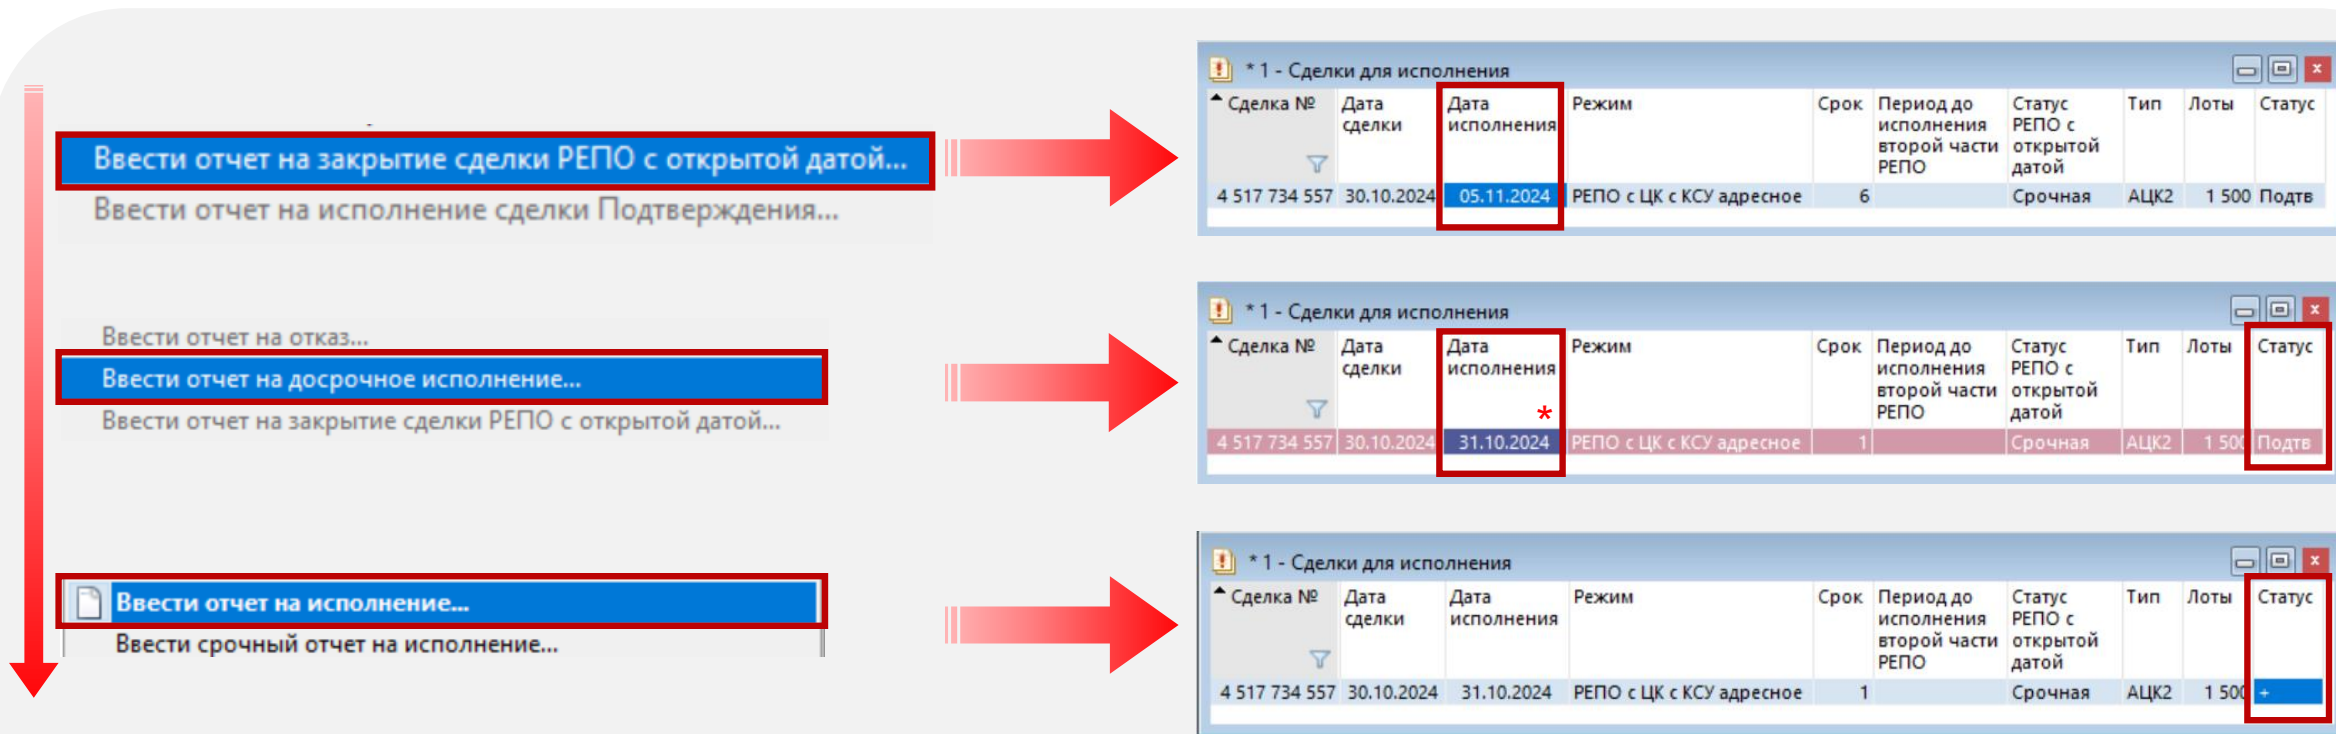 Ввести отчет на закрытие сделки РЕПО с открытой датой...
Ввести отчет на исполнение сделки Подтверждения...
* 1 - Сделки для исполнения
Сделка № Дата сделки Дата исполнения Режим Срок Период до исполнения второй части РЕПО Статус РЕПО с открытой датой Тип Лоты Статус
4 517 734 557 30.10.2024 05.11.2024 РЕПО с ЦК с КСУ адресное 6 Срочная АЦК2 1 500 Подтв
Ввести отчет на отказ...
Ввести отчет на досрочное исполнение...
Ввести отчет на закрытие сделки РЕПО с открытой датой...
* 1 - Сделки для исполнения
Сделка № Дата сделки Дата исполнения Режим Срок Период до исполнения второй части РЕПО Статус РЕПО с открытой датой Тип Лоты Статус
*
4 517 734 557 30.10.2024 31.10.2024 РЕПО с ЦК с КСУ адресное 1 Срочная АЦК2 1 500 Подтв
Ввести отчет на исполнение...
Ввести срочный отчет на исполнение...
* 1 - Сделки для исполнения
Сделка № Дата сделки Дата исполнения Режим Срок Период до исполнения второй части РЕПО Статус РЕПО с открытой датой Тип Лоты Статус
4 517 734 557 30.10.2024 31.10.2024 РЕПО с ЦК с КСУ адресное 1 Срочная АЦК2 1 500 +